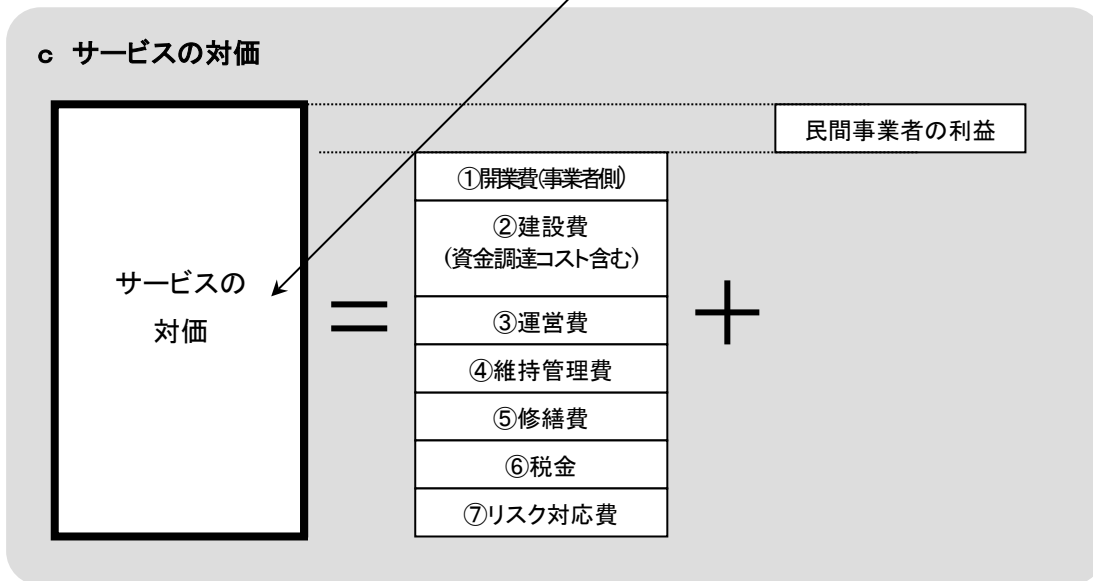 c サービスの対価
民間事業者の利益
サービスの
対価
=
①開業費(事業者側)
②建設費
(資金調達コスト含む)
③運営費
④維持管理費
⑤修繕費
⑥税金
⑦リスク対応費
+